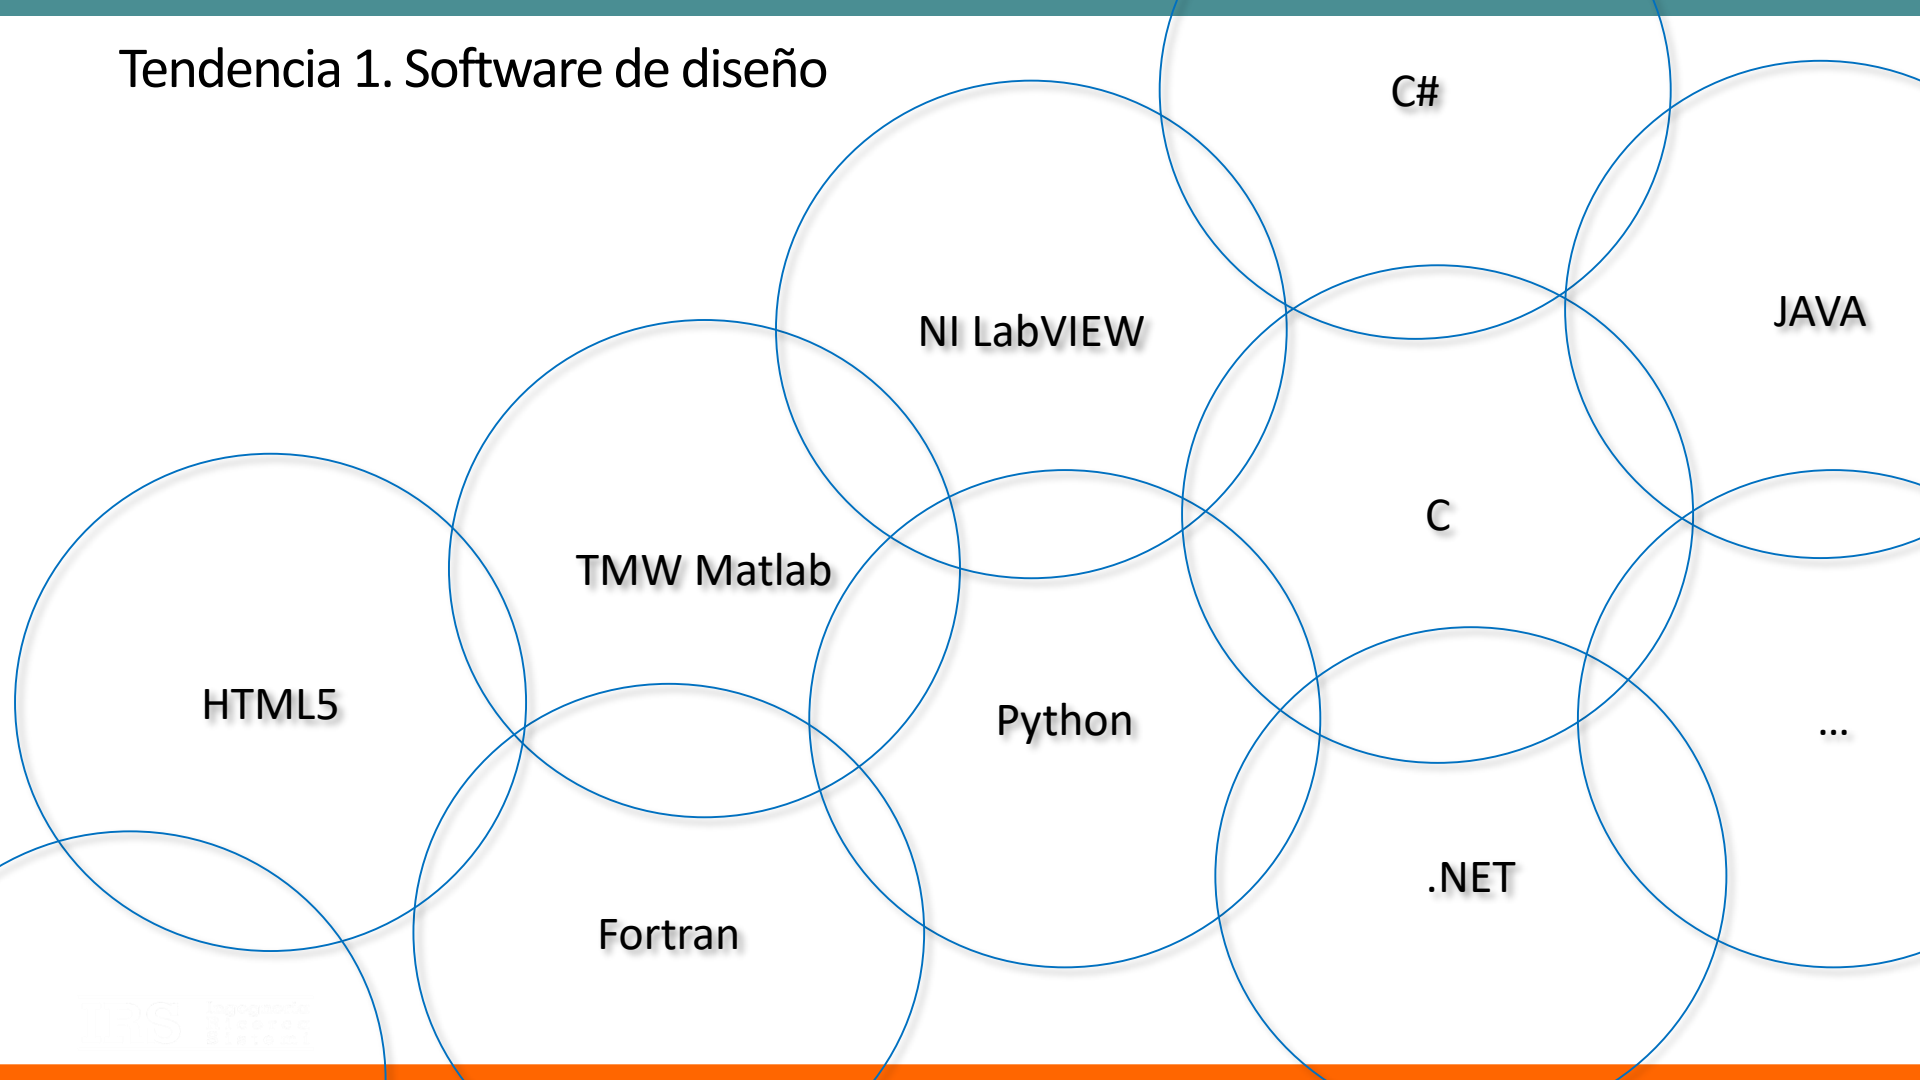 Tendencia 1. Software de diseño
C#
JAVA
NI LabVIEW
C
TMW Matlab
HTML5
Python
...
.NET
Fortran